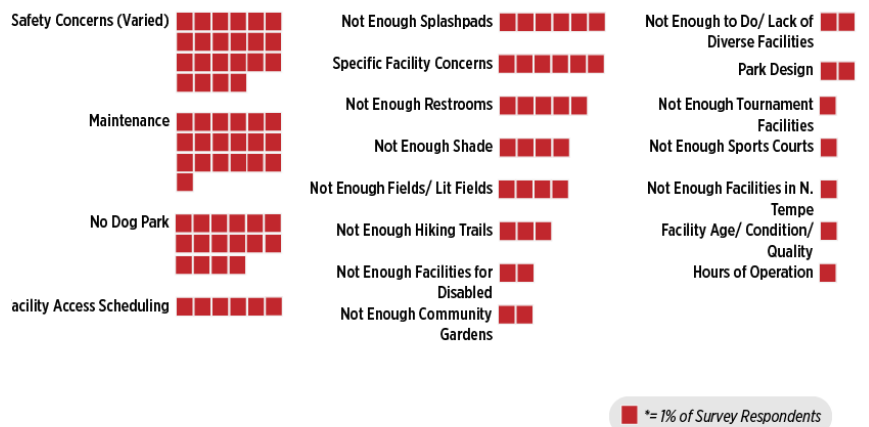 Safety Concerns (Varied)
Maintenance
No Dog Park
acility Access Scheduling
Not Enough Splashpads
Specific Facility Concerns
Not Enough Restrooms
Not Enough Shade
Not Enough Fields/ Lit Fields
Not Enough Hiking Trails
Not Enough Facilities for
Disabled
Not Enough Community
Gardens
Not Enough to Do/ Lack of
Diverse Facilities
Park Design
Not Enough Tournament
Facilities
Not Enough Sports Courts
Not Enough Facilities in N.
Tempe
Facility Age/ Condition/
Quality
Hours of Operation
*= 1% of Survey Respondents